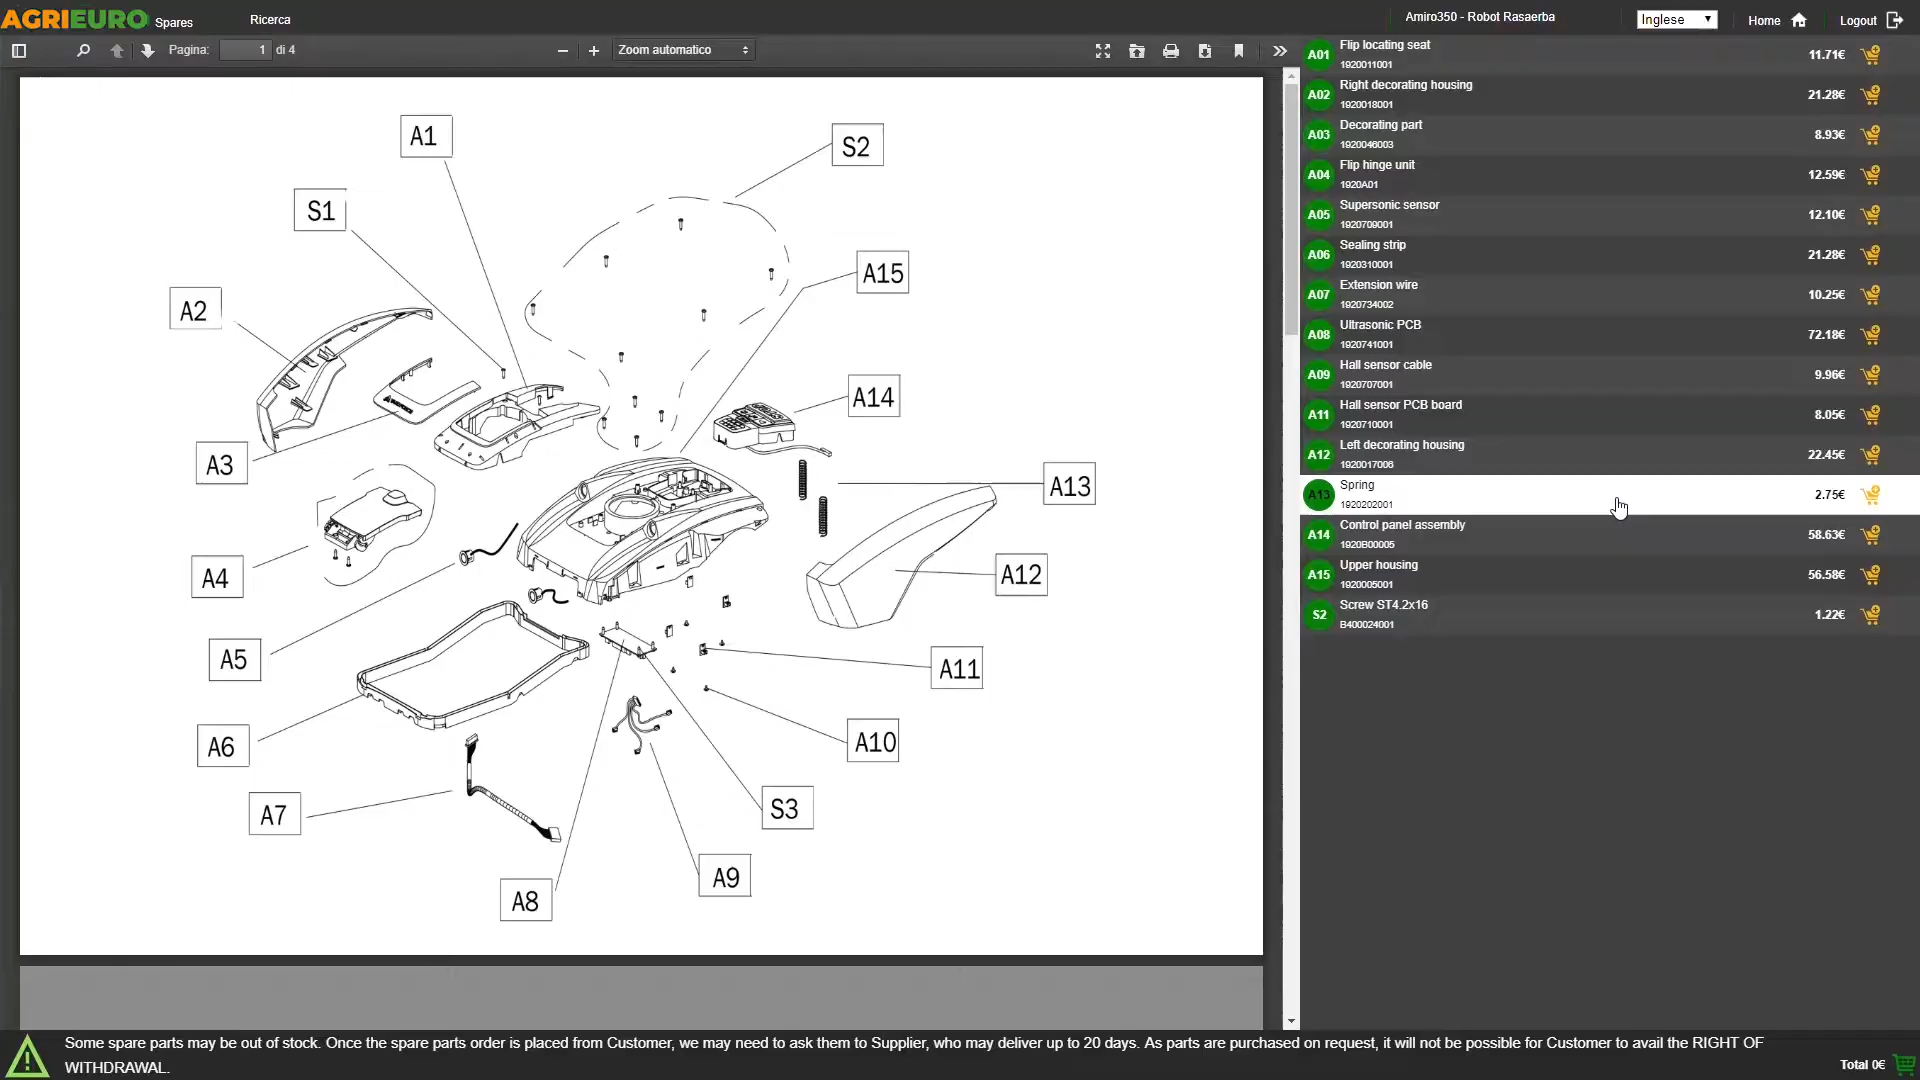 AGRIEURO Spares
Ricerca
Amiro350 - Robot Rasaerba
Inglese
Home
Logout
Pagina: 1 di 4
Zoom automatico
A1
S2
S1
A15
A2
A14
A3
A13
A4
A12
A5
A11
A6
A10
A7
S3
A9
A8
A01 Flip locating seat 11.71€
1920011001
A02 Right decorating housing 21.28€
1920018001
A03 Decorating part 8.93€
1920046003
A04 Flip hinge unit 12.59€
1920A01
A05 Supersonic sensor 12.10€
1920709001
A06 Sealing strip 21.28€
1920310001
A07 Extension wire 10.25€
1920734002
A08 Ultrasonic PCB 72.18€
1920741001
A09 Hall sensor cable 9.96€
1920707001
A11 Hall sensor PCB board 8.05€
1920710001
A12 Left decorating housing 22.45€
1920017006
A13 Spring 2.75€
1920202001
A14 Control panel assembly 58.63€
1920B00005
A15 Upper housing 56.58€
1920005001
S2 Screw ST4.2x16 1.22€
B400024001
Some spare parts may be out of stock. Once the spare parts order is placed from Customer, we may need to ask them to Supplier, who may deliver up to 20 days. As parts are purchased on request, it will not be possible for Customer to avail the RIGHT OF
WITHDRAWAL.
Total 0€